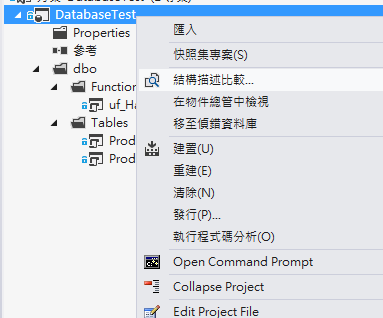 DatabaseTest
Properties
參考
dbo
Function
uf_Ha
Tables
Prod
Prod
匯入
快照集專案(S)
結構描述比較...
在物件總管中檢視
移至偵錯資料庫
建置(U)
重建(E)
清除(N)
發行(P)...
執行程式碼分析(O)
Open Command Prompt
Collapse Project
Edit Project File